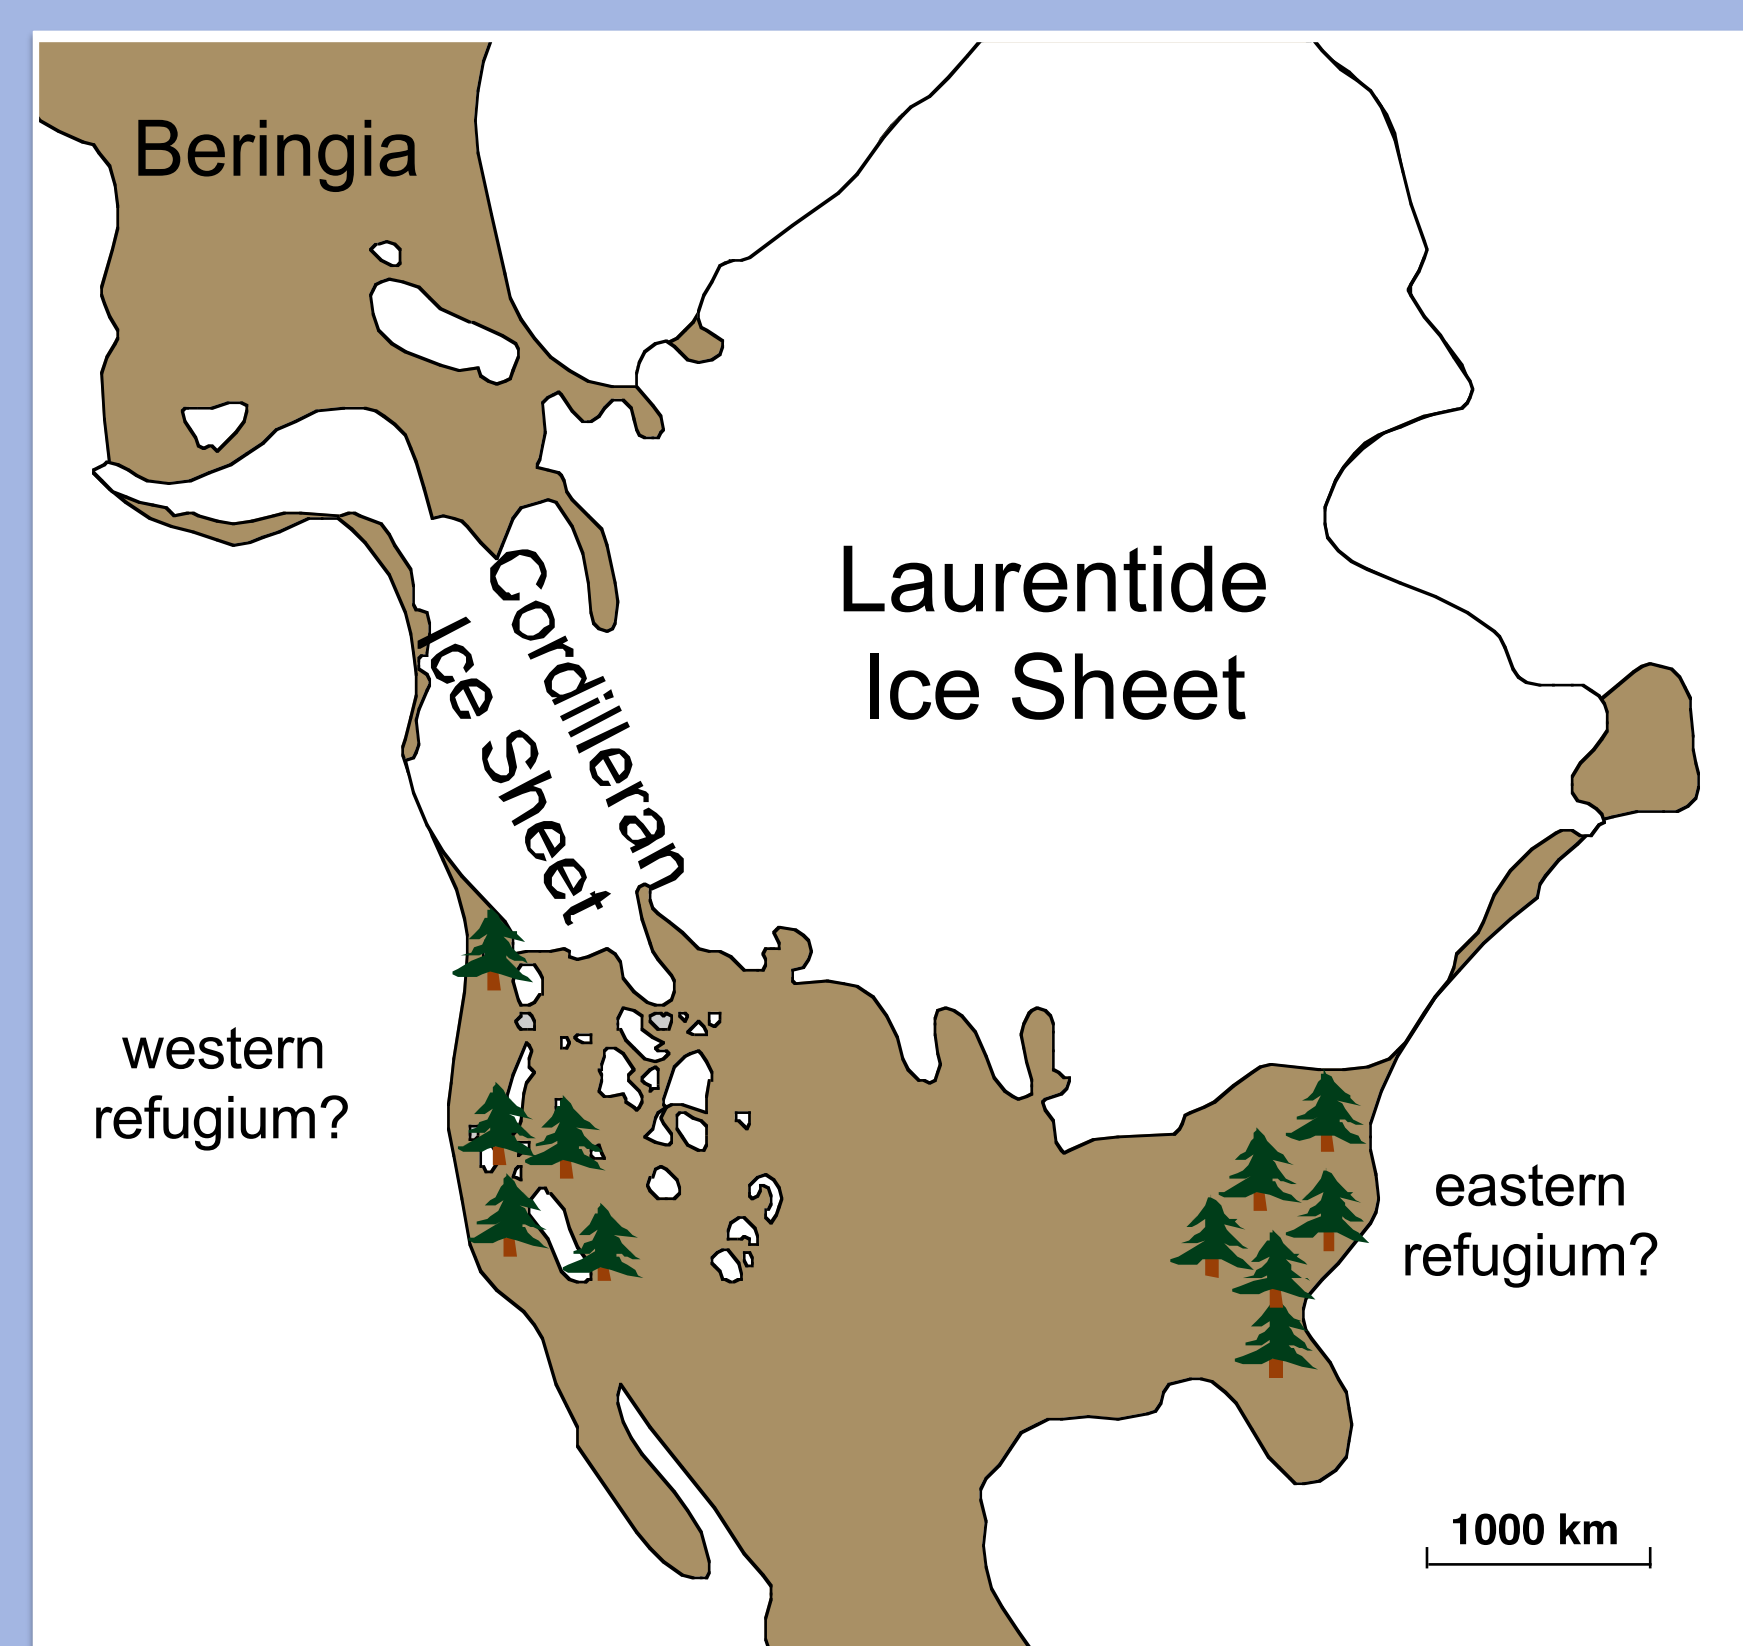 Beringia
Cordilleran
Ice Sheet
Laurentide
Ice Sheet
western
refugium?
eastern
refugium?
1000 km